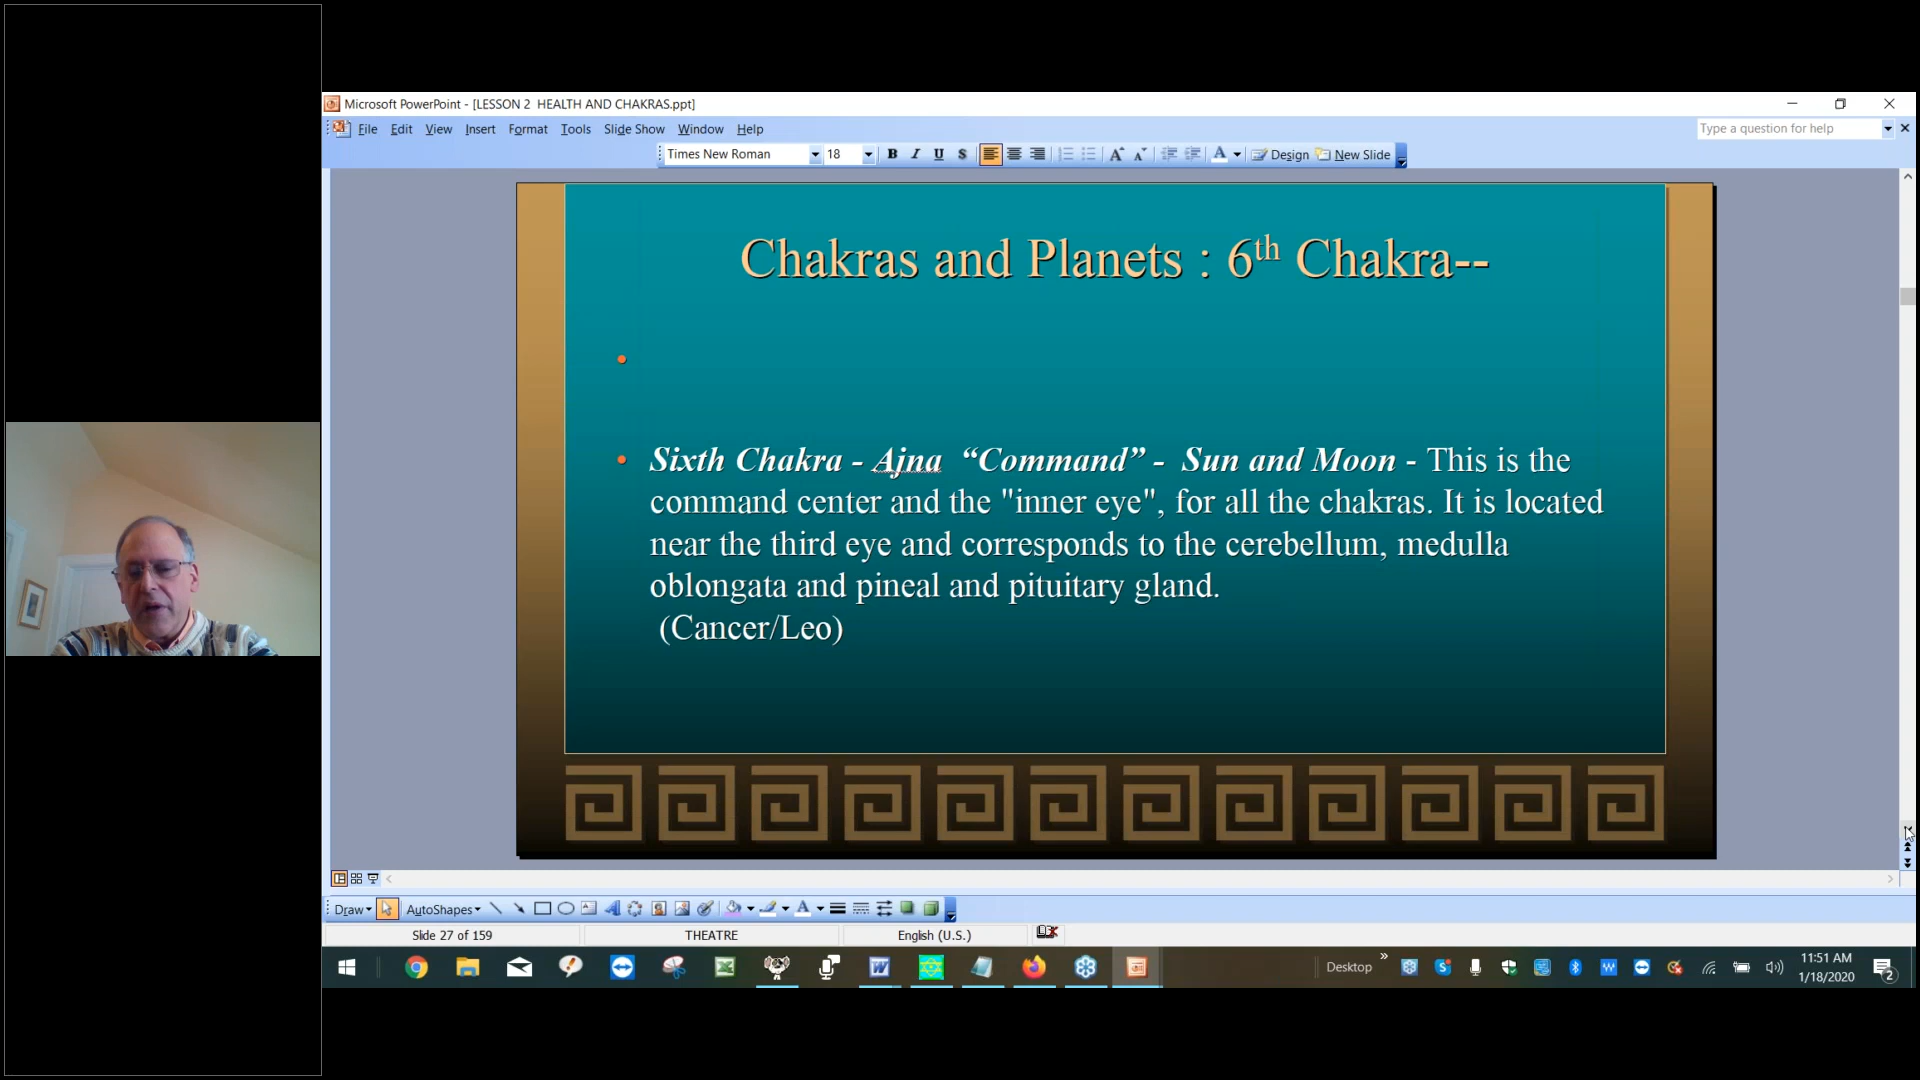 Microsoft PowerPoint - [LESSON 2  HEALTH AND CHAKRAS.ppt]
File Edit View Insert Format Tools Slide Show Window Help
Type a question for help
Times New Roman 18 B I U S A A A Design New Slide
Chakras and Planets : 6th Chakra--
Sixth Chakra - Ajna “Command” - Sun and Moon - This is the
command center and the "inner eye", for all the chakras. It is located
near the third eye and corresponds to the cerebellum, medulla
oblongata and pineal and pituitary gland.
(Cancer/Leo)
Draw AutoShapes A
Slide 27 of 159 THEATRE English (U.S.)
Desktop
11:51 AM
1/18/2020
2